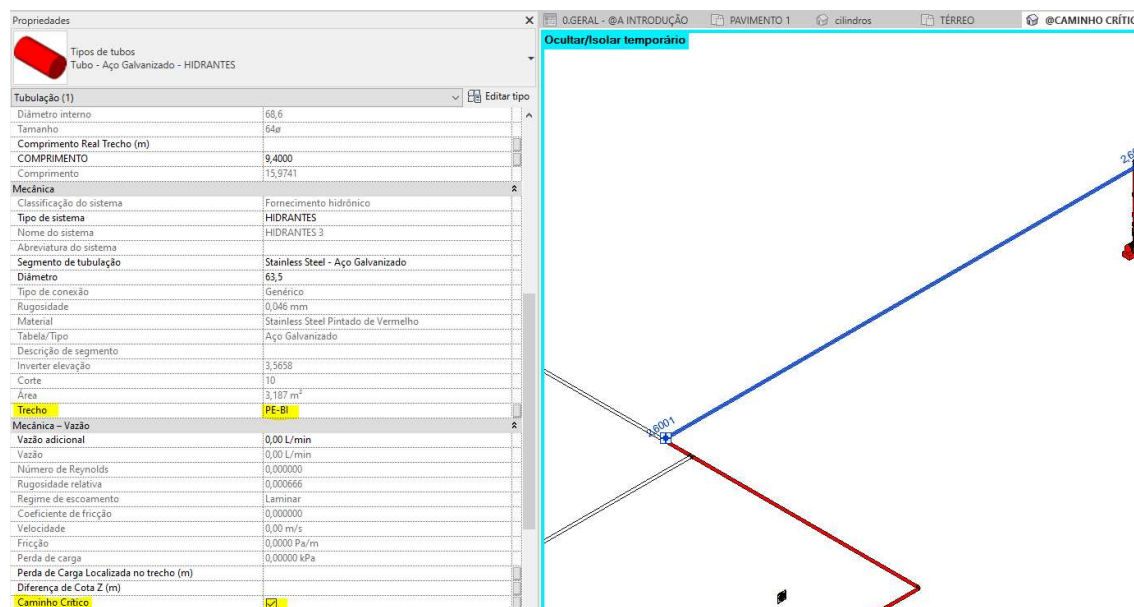 Propriedades
Tipos de tubos
Tubo - Aço Galvanizado - HIDRANTES
Tubulação (1) Editar tipo
Diâmetro interno 68,6
Tamanho 64ø
Comprimento Real Trecho (m)
COMPRIMENTO 9,4000
Comprimento 15,9741
Mecânica
Classificação do sistema Fornecimento hidrônico
Tipo de sistema HIDRANTES
Nome do sistema HIDRANTES 3
Abreviatura do sistema
Segmento de tubulação Stainless Steel - Aço Galvanizado
Diâmetro 63,5
Tipo de conexão Genérico
Rugosidade 0,046 mm
Material Stainless Steel Pintado de Vermelho
Tabela/Tipo Aço Galvanizado
Descrição de segmento
Inverter elevação 3,5658
Corte 10
Área 3,187 m²
Trecho PE-BI
Mecânica – Vazão
Vazão adicional 0,00 L/min
Vazão 0,00 L/min
Número de Reynolds 0,000000
Rugosidade relativa 0,000666
Regime de escoamento Laminar
Coeficiente de fricção 0,000000
Velocidade 0,00 m/s
Fricção 0,0000 Pa/m
Perda de carga 0,00000 kPa
Perda de Carga Localizada no trecho (m)
Diferença de Cota Z (m)
Caminho Crítico
0.GERAL - @A INTRODUÇÃO PAVIMENTO 1 cilindros TÉRREO @CAMINHO CRÍTIC
Ocultar/Isolar temporário
2,6
2,6001